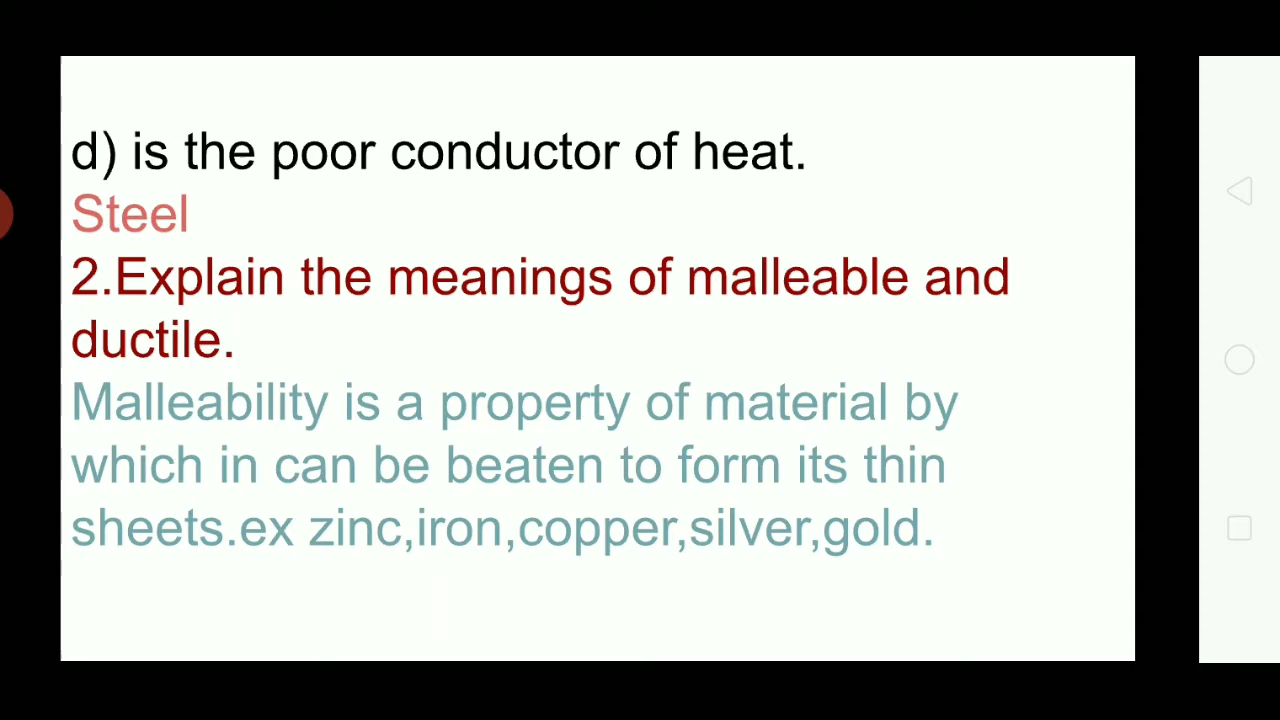 d) is the poor conductor of heat.
Steel
2.Explain the meanings of malleable and
ductile.
Malleability is a property of material by
which in can be beaten to form its thin
sheets.ex zinc,iron,copper,silver,gold.